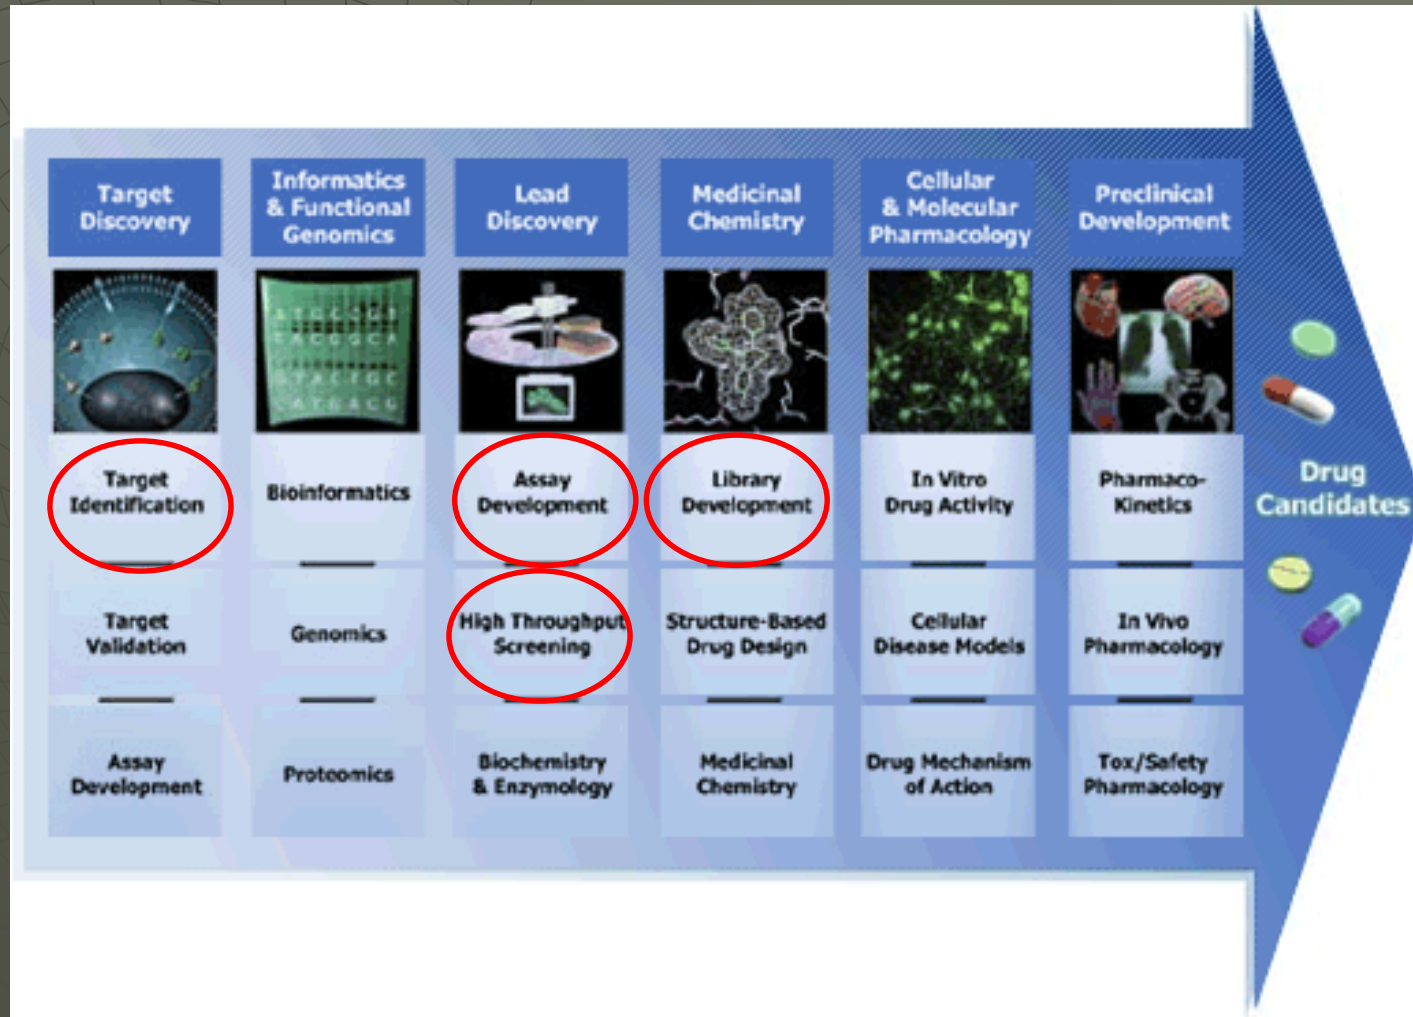 Target
Discovery
Informatics
& Functional
Genomics
Lead
Discovery
Medicinal
Chemistry
Cellular
& Molecular
Pharmacology
Preclinical
Development
Target
Identification
Bioinformatics
Assay
Development
Library
Development
In Vitro
Drug Activity
Pharmaco-
Kinetics
Drug
Candidates
Target
Validation
Genomics
High Throughput
Screening
Structure-Based
Drug Design
Cellular
Disease Models
In Vivo
Pharmacology
Assay
Development
Proteomics
Biochemistry
& Enzymology
Medicinal
Chemistry
Drug Mechanism
of Action
Tox/Safety
Pharmacology